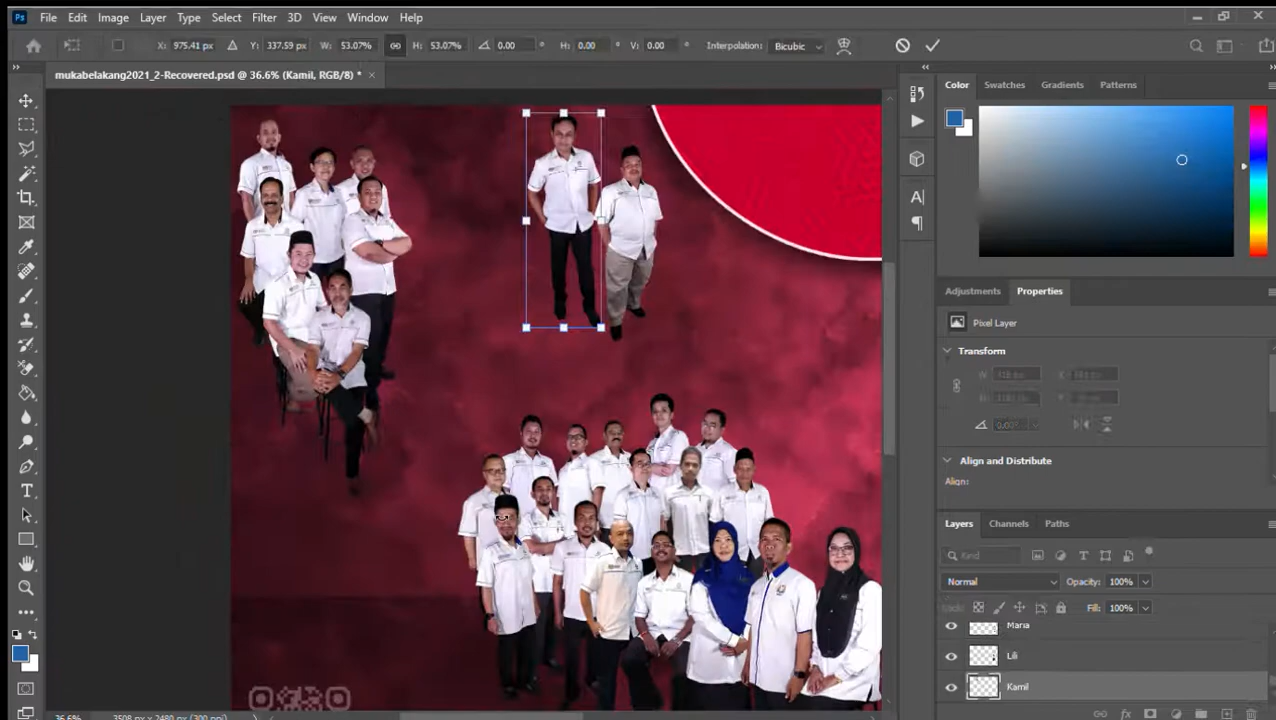 Ps File Edit Image Layer Type Select Filter 3D View Window Help
X: 975.41 px Y: 337.59 px W: 53.07% H: 53.07% 0.00 ° H: 0.00 ° V: 0.00 ° Interpolation: Bicubic
mukabelakang2021_2-Recovered.psd @ 36.6% (Kamil, RGB/8) * ×
Color Swatches Gradients Patterns
Adjustments Properties
Pixel Layer
Transform
W H X
0.00°
Align and Distribute
Align:
Layers Channels Paths
Kind
Normal Opacity: 100%
Fill: 100%
Maria
Lili
Kamil
36.6% 3508 px x 2480 px (300 ppi)